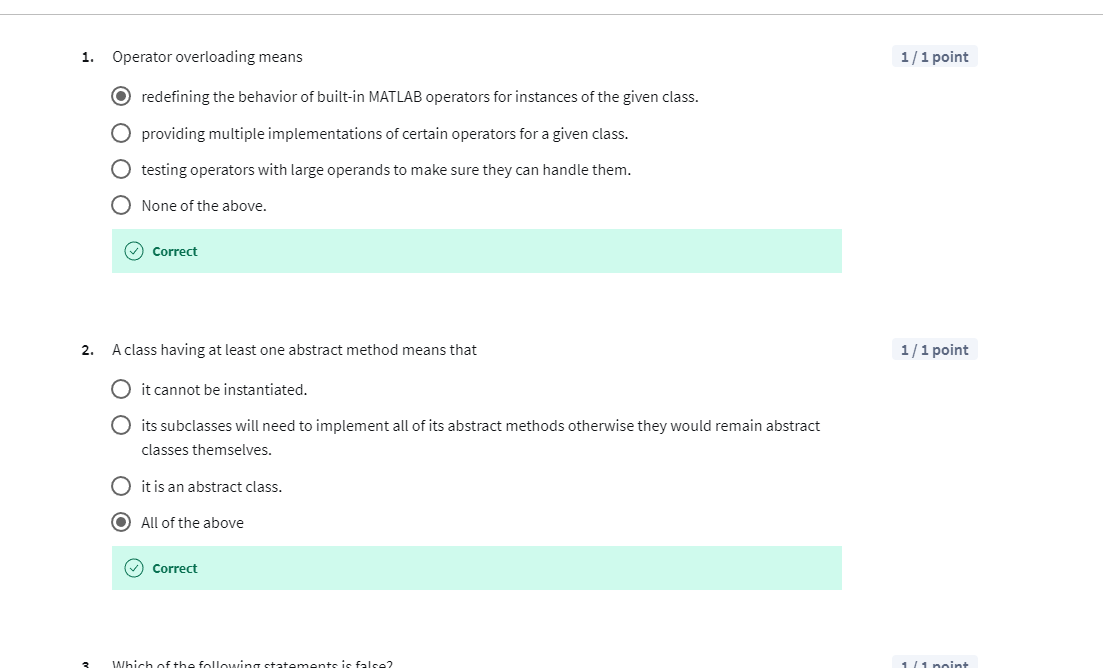 1. Operator overloading means 1 / 1 point
redefining the behavior of built-in MATLAB operators for instances of the given class.
providing multiple implementations of certain operators for a given class.
testing operators with large operands to make sure they can handle them.
None of the above.
Correct
2. A class having at least one abstract method means that 1 / 1 point
it cannot be instantiated.
its subclasses will need to implement all of its abstract methods otherwise they would remain abstract
classes themselves.
it is an abstract class.
All of the above
Correct
3. Which of the following statements is false? 1 / 1 point